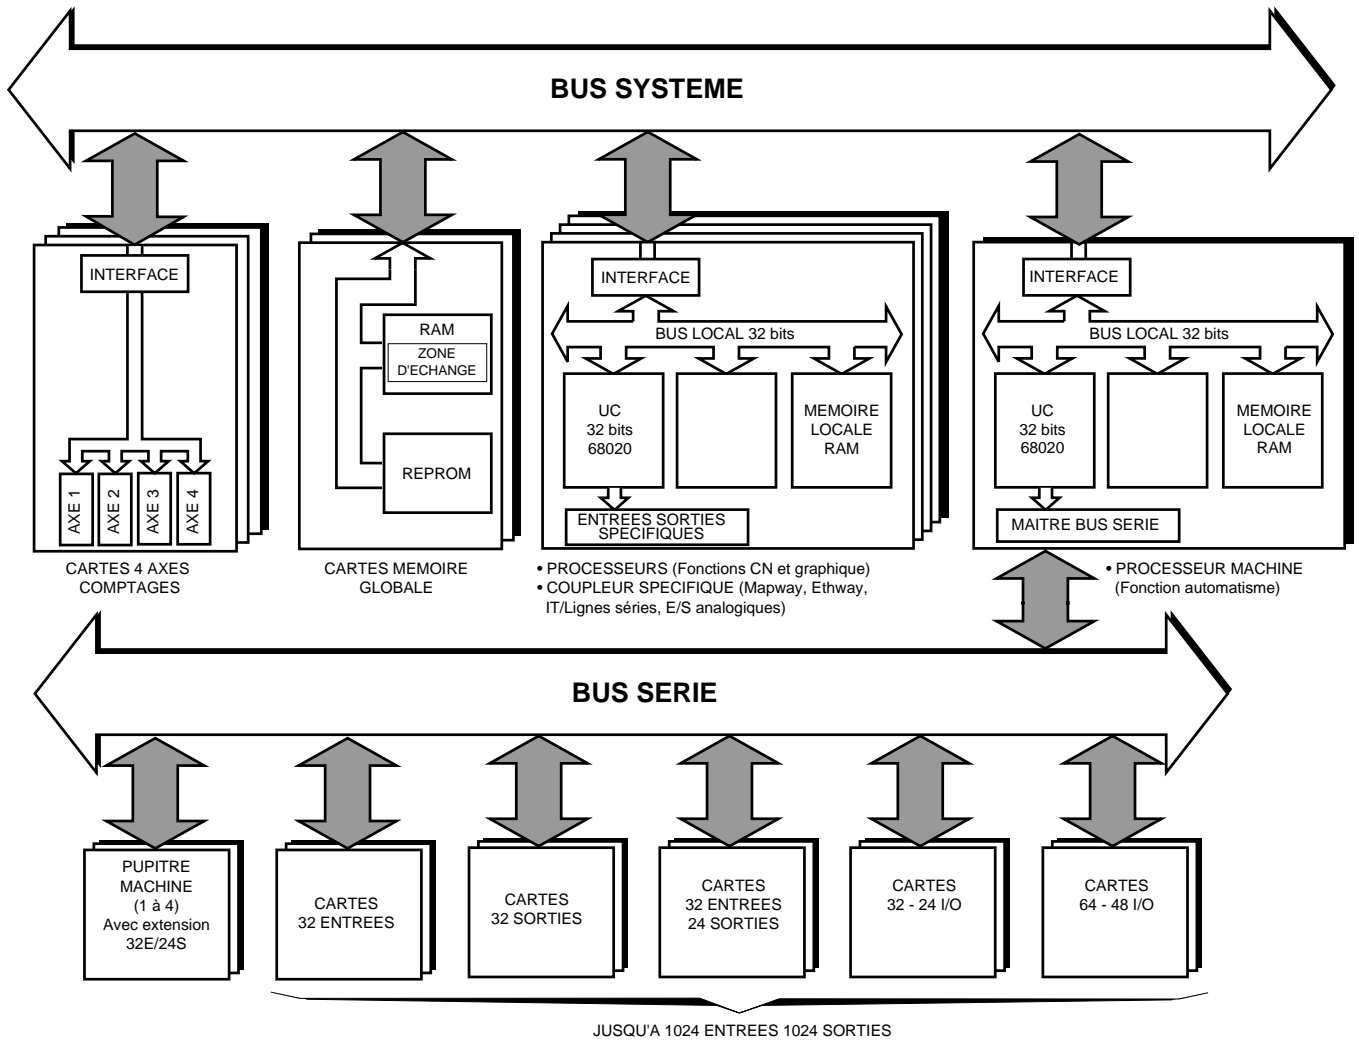 BUS SYSTEME
INTERFACE
AXE 1
AXE 2
AXE 3
AXE 4
CARTES 4 AXES
COMPTAGES
RAM
ZONE
D'ECHANGE
REPROM
CARTES MEMOIRE
GLOBALE
INTERFACE
BUS LOCAL 32 bits
UC
32 bits
68020
MEMOIRE
LOCALE
RAM
ENTREES SORTIES
SPECIFIQUES
• PROCESSEURS (Fonctions CN et graphique)
• COUPLEUR SPECIFIQUE (Mapway, Ethway,
IT/Lignes séries, E/S analogiques)
INTERFACE
BUS LOCAL 32 bits
UC
32 bits
68020
MEMOIRE
LOCALE
RAM
MAITRE BUS SERIE
• PROCESSEUR MACHINE
(Fonction automatisme)
BUS SERIE
PUPITRE
MACHINE
(1 à 4)
Avec extension
32E/24S
CARTES
32 ENTREES
CARTES
32 SORTIES
CARTES
32 ENTREES
24 SORTIES
CARTES
32 - 24 I/O
CARTES
64 - 48 I/O
JUSQU'A 1024 ENTREES 1024 SORTIES